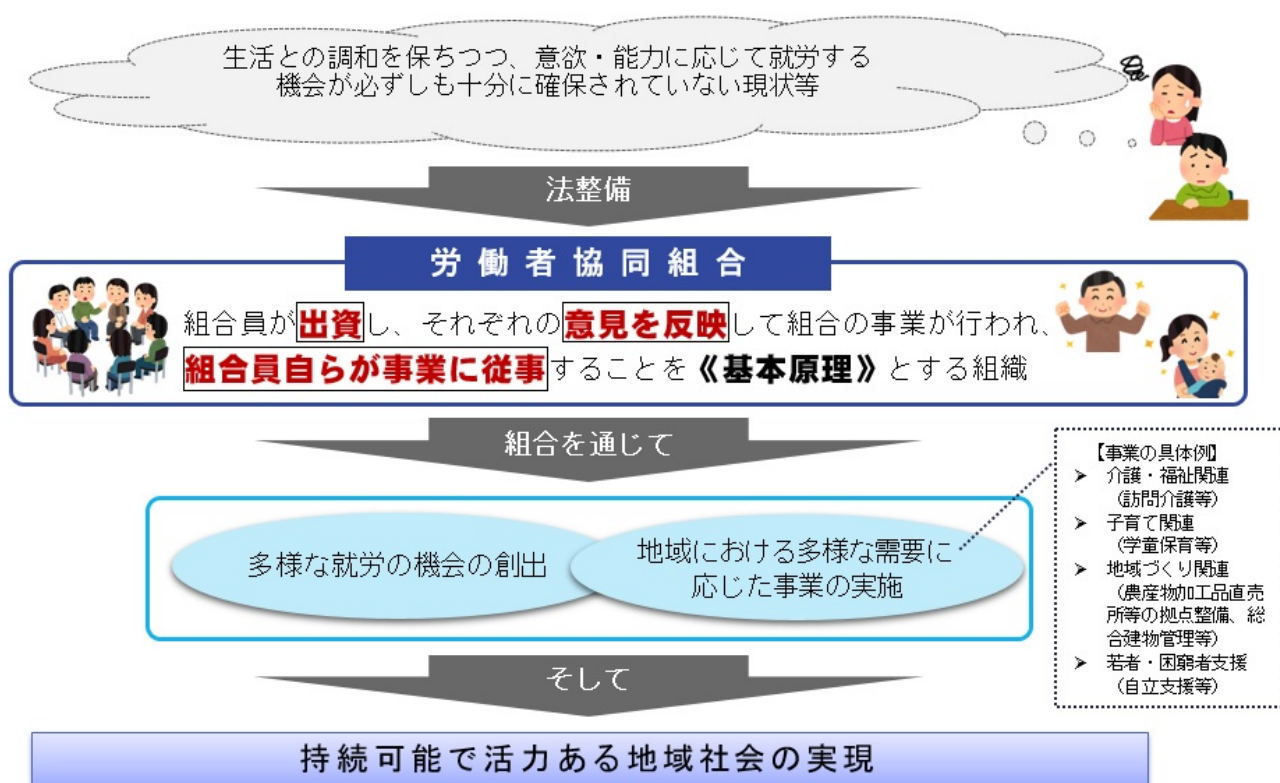 生活との調和を保ちつつ、意欲・能力に応じて就労する
機会が必ずしも十分に確保されていない現状等
法整備
労働者協同組合
組合員が出資し、それぞれの意見を反映して組合の事業が行われ、
組合員自らが事業に従事することを《基本原理》とする組織
組合を通じて
多様な就労の機会の創出
地域における多様な需要に
応じた事業の実施
【事業の具体例】
➤ 介護・福祉関連
(訪問介護等)
➤ 子育て関連
(学童保育等)
➤ 地域づくり関連
(農産物加工品直売
所等の拠点整備、総
合建物管理等)
➤ 若者・困窮者支援
(自立支援等)
そして
持続可能で活力ある地域社会の実現